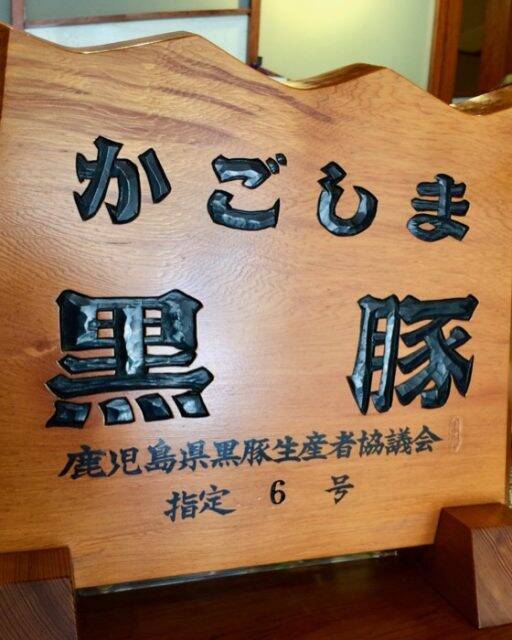 かごしま
黒豚
鹿児島県黒豚生産者協議会
指定 6 号